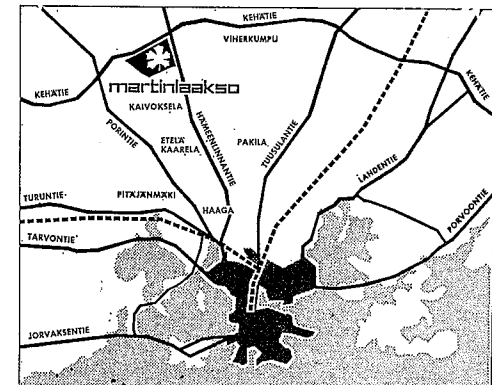 KEHÄTIE
VIHERKUMPU
KEHÄTIE
KEHÄTIE
martinlaakso
KAIVOKSELA
PORINTIE
HÄMEENLINNANTIE
ETELÄ
KAARELA
PAKILA
TUUSULANTIE
LAHDENTIE
TURUNTIE
PITÄJÄNMÄKI
HAAGA
PORVOONTIE
TARVONTIE
JORVAKSENTIE